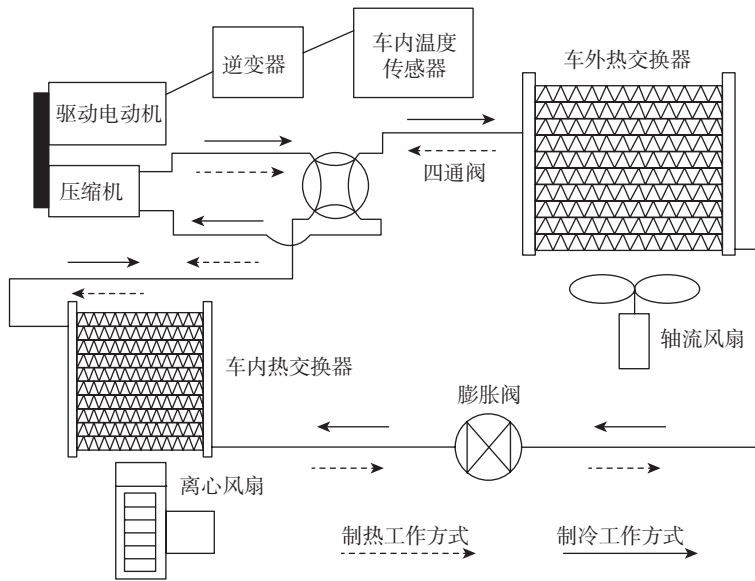 逆变器
车内温度
传感器
车外热交换器
驱动电动机
压缩机
四通阀
轴流风扇
车内热交换器
膨胀阀
离心风扇
制热工作方式
制冷工作方式